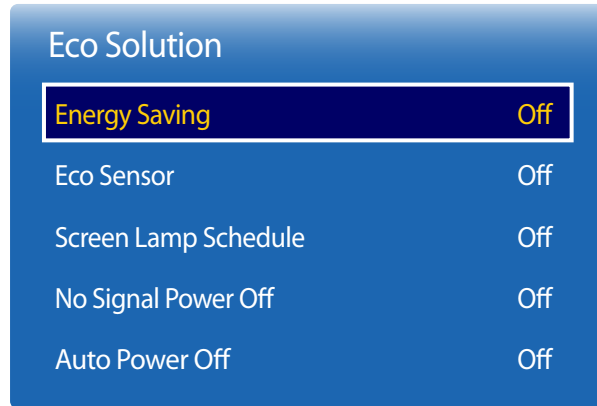 Eco Solution
Energy Saving Off
Eco Sensor Off
Screen Lamp Schedule Off
No Signal Power Off Off
Auto Power Off Off